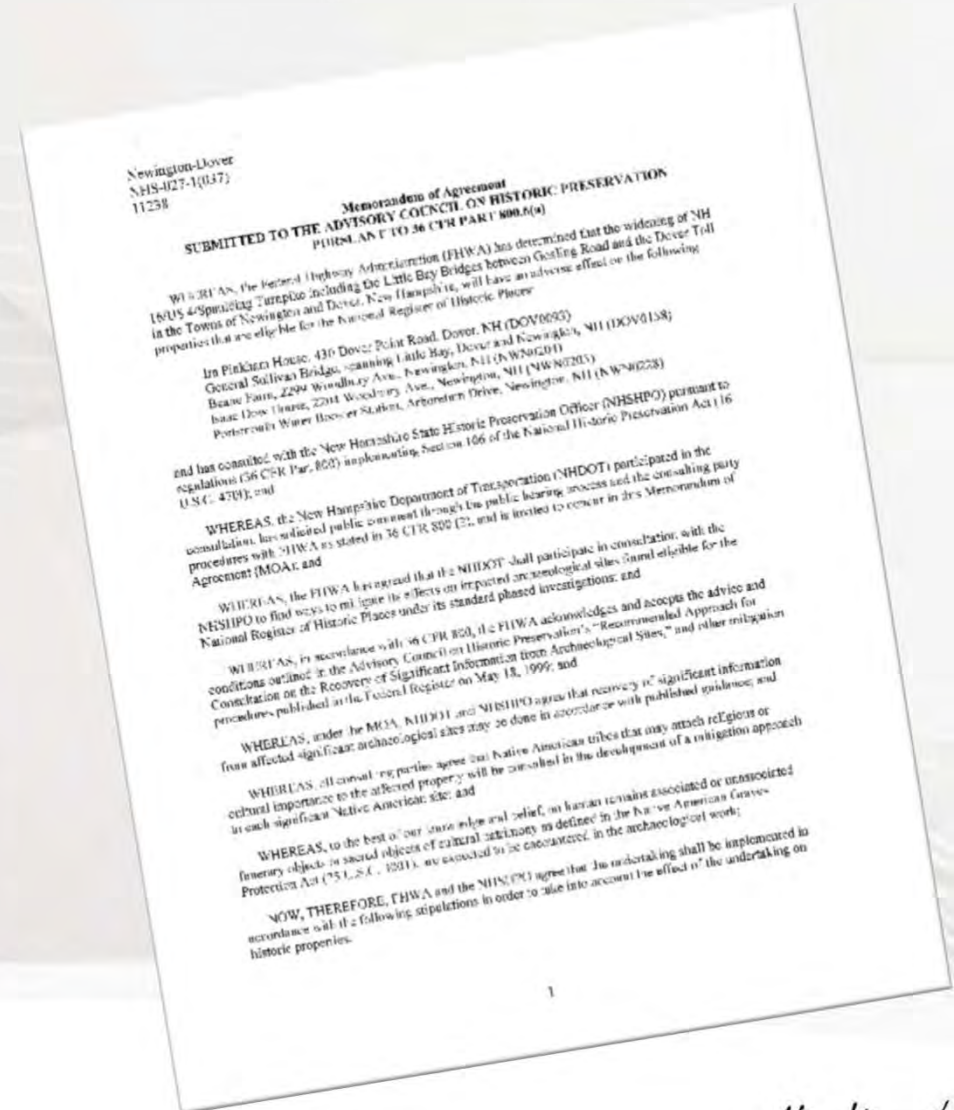 Newington-Dover
NHS-027-1(037)
11238
Memorandum of Agreement
SUBMITTED TO THE ADVISORY COUNCIL ON HISTORIC PRESERVATION
PURSUANT TO 36 CFR PART 800.6(a)
WHEREAS, the Federal Highway Administration (FHWA) has determined that the widening of NH
16/US 4/Spaulding Turnpike including the Little Bay Bridges between Gosling Road and the Dover Toll
in the Towns of Newington and Dover, New Hampshire, will have an adverse effect on the following
properties that are eligible for the National Register of Historic Places:
Ira Pinkham House, 430 Dover Point Road, Dover, NH (DOV0093)
General Sullivan Bridge, spanning Little Bay, Dover and Newington, NH (DOV0158)
Beane Farm, 2299 Woodbury Ave., Newington, NH (NWN0204)
Isaac Dow House, 2204 Woodbury Ave., Newington, NH (NWN0205)
Portsmouth Water Booster Station, Arboretum Drive, Newington, NH (NWN0228)
and has consulted with the New Hampshire State Historic Preservation Officer (NHSHPO) pursuant to
regulations (36 CFR Part 800) implementing Section 106 of the National Historic Preservation Act (16
U.S.C. 470f); and
WHEREAS, the New Hampshire Department of Transportation (NHDOT) participated in the
consultation, has solicited public comment through the public hearing process and the consulting party
procedures with FHWA as stated in 36 CFR 800 (2), and is invited to concur in this Memorandum of
Agreement (MOA); and
WHEREAS, the FHWA has agreed that the NHDOT shall participate in consultation with the
NHSHPO to find ways to mitigate its effects on impacted archaeological sites found eligible for the
National Register of Historic Places under its standard phased investigations; and
WHEREAS, in accordance with 36 CFR 800, the FHWA acknowledges and accepts the advice and
conditions outlined in the Advisory Council on Historic Preservation's "Recommended Approach for
Consultation on the Recovery of Significant Information from Archaeological Sites," and other mitigation
procedures published in the Federal Register on May 18, 1999; and
WHEREAS, under the MOA, NHDOT and NHSHPO agree that recovery of significant information
from affected significant archaeological sites may be done in accordance with published guidance; and
WHEREAS, all consulting parties agree that Native American tribes that may attach religious or
cultural importance to the affected property will be consulted in the development of a mitigation approach
in each significant Native American site; and
WHEREAS, to the best of our knowledge and belief, no human remains associated or unassociated
funerary objects or sacred objects of cultural patrimony as defined in the Native American Graves
Protection Act (25 U.S.C. 3001), are expected to be encountered in the archaeological work;
NOW, THEREFORE, FHWA and the NHSHPO agree that the undertaking shall be implemented in
accordance with the following stipulations in order to take into account the effect of the undertaking on
historic properties.
1